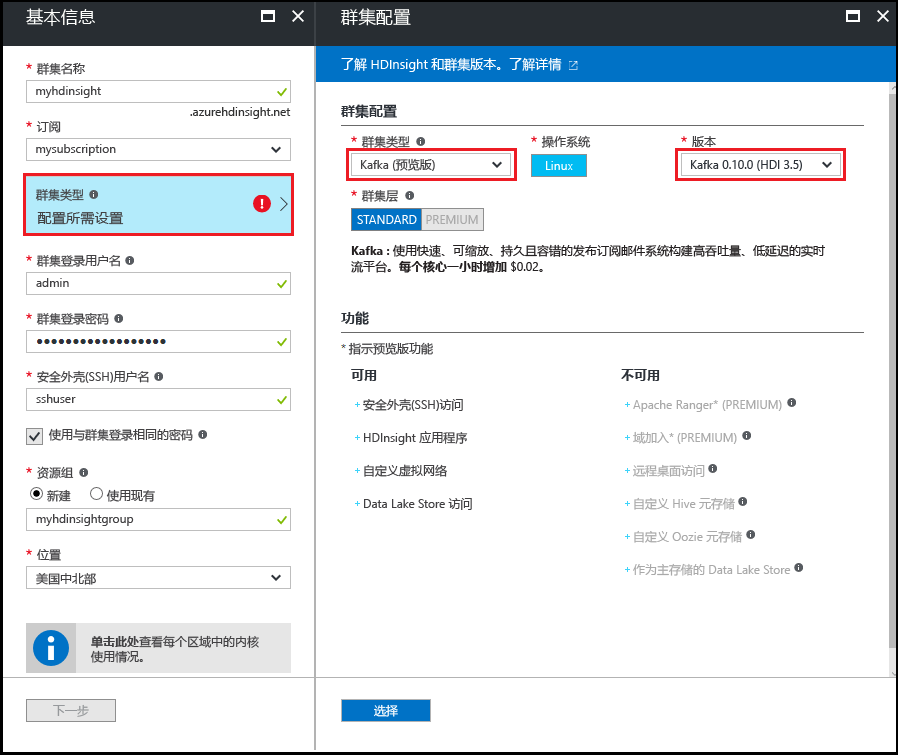 基本信息
* 群集名称
myhdinsight
.azurehdinsight.net
* 订阅
mysubscription
群集类型
配置所需设置
* 群集登录用户名
admin
* 群集登录密码
••••••••••••••••••
* 安全外壳(SSH)用户名
sshuser
使用与群集登录相同的密码
* 资源组
新建 使用现有
myhdinsightgroup
* 位置
美国中北部
单击此处查看每个区域中的内核
使用情况。
下一步
群集配置
了解 HDInsight 和群集版本。了解详情
群集配置
* 群集类型 * 操作系统 * 版本
Kafka (预览版) Linux Kafka 0.10.0 (HDI 3.5)
* 群集层
STANDARD PREMIUM
Kafka : 使用快速、可缩放、持久且容错的发布订阅邮件系统构建高吞吐量、低延迟的实时
流平台。每个核心一小时增加 $0.02。
功能
* 指示预览版功能
可用
+ 安全外壳(SSH)访问
+ HDInsight 应用程序
+ 自定义虚拟网络
+ Data Lake Store 访问
不可用
+ Apache Ranger* (PREMIUM)
+ 域加入* (PREMIUM)
+ 远程桌面访问
+ 自定义 Hive 元存储
+ 自定义 Oozie 元存储
+ 作为主存储的 Data Lake Store
选择